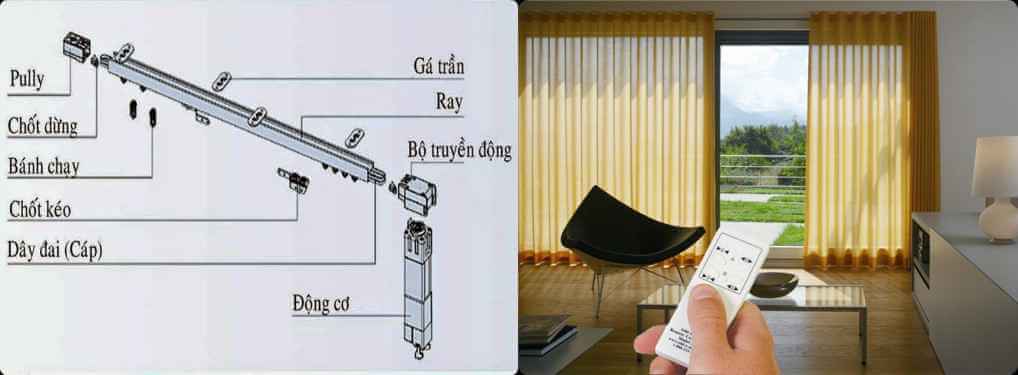 Pully
Chốt dừng
Bánh chạy
Chốt kéo
Dây đai (Cáp)
Gá trần
Ray
Bộ truyền động
Động cơ